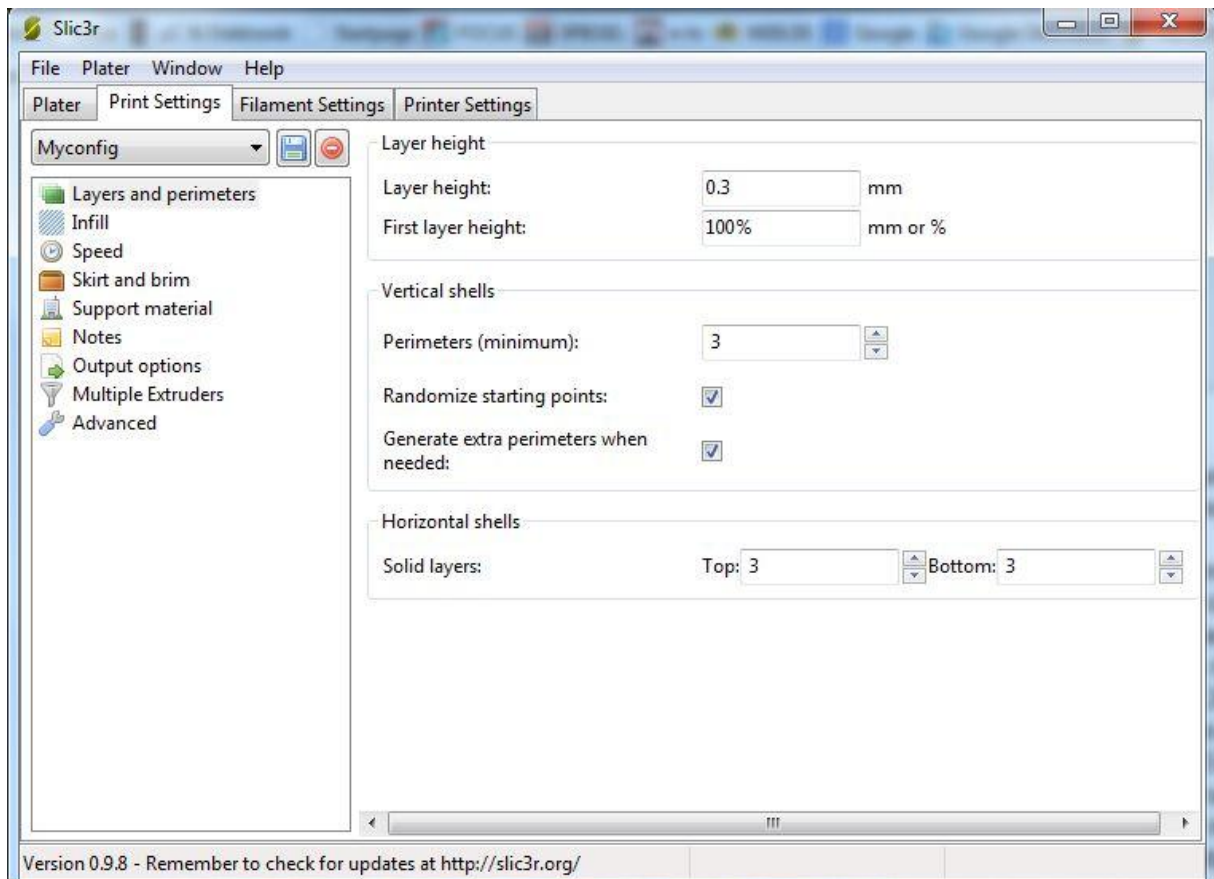 Slic3r
File Plater Window Help
Plater Print Settings Filament Settings Printer Settings
Myconfig
Layers and perimeters
Infill
Speed
Skirt and brim
Support material
Notes
Output options
Multiple Extruders
Advanced
Layer height
Layer height: 0.3 mm
First layer height: 100% mm or %
Vertical shells
Perimeters (minimum): 3
Randomize starting points:
Generate extra perimeters when
needed:
Horizontal shells
Solid layers: Top: 3 Bottom: 3
Version 0.9.8 - Remember to check for updates at http://slic3r.org/